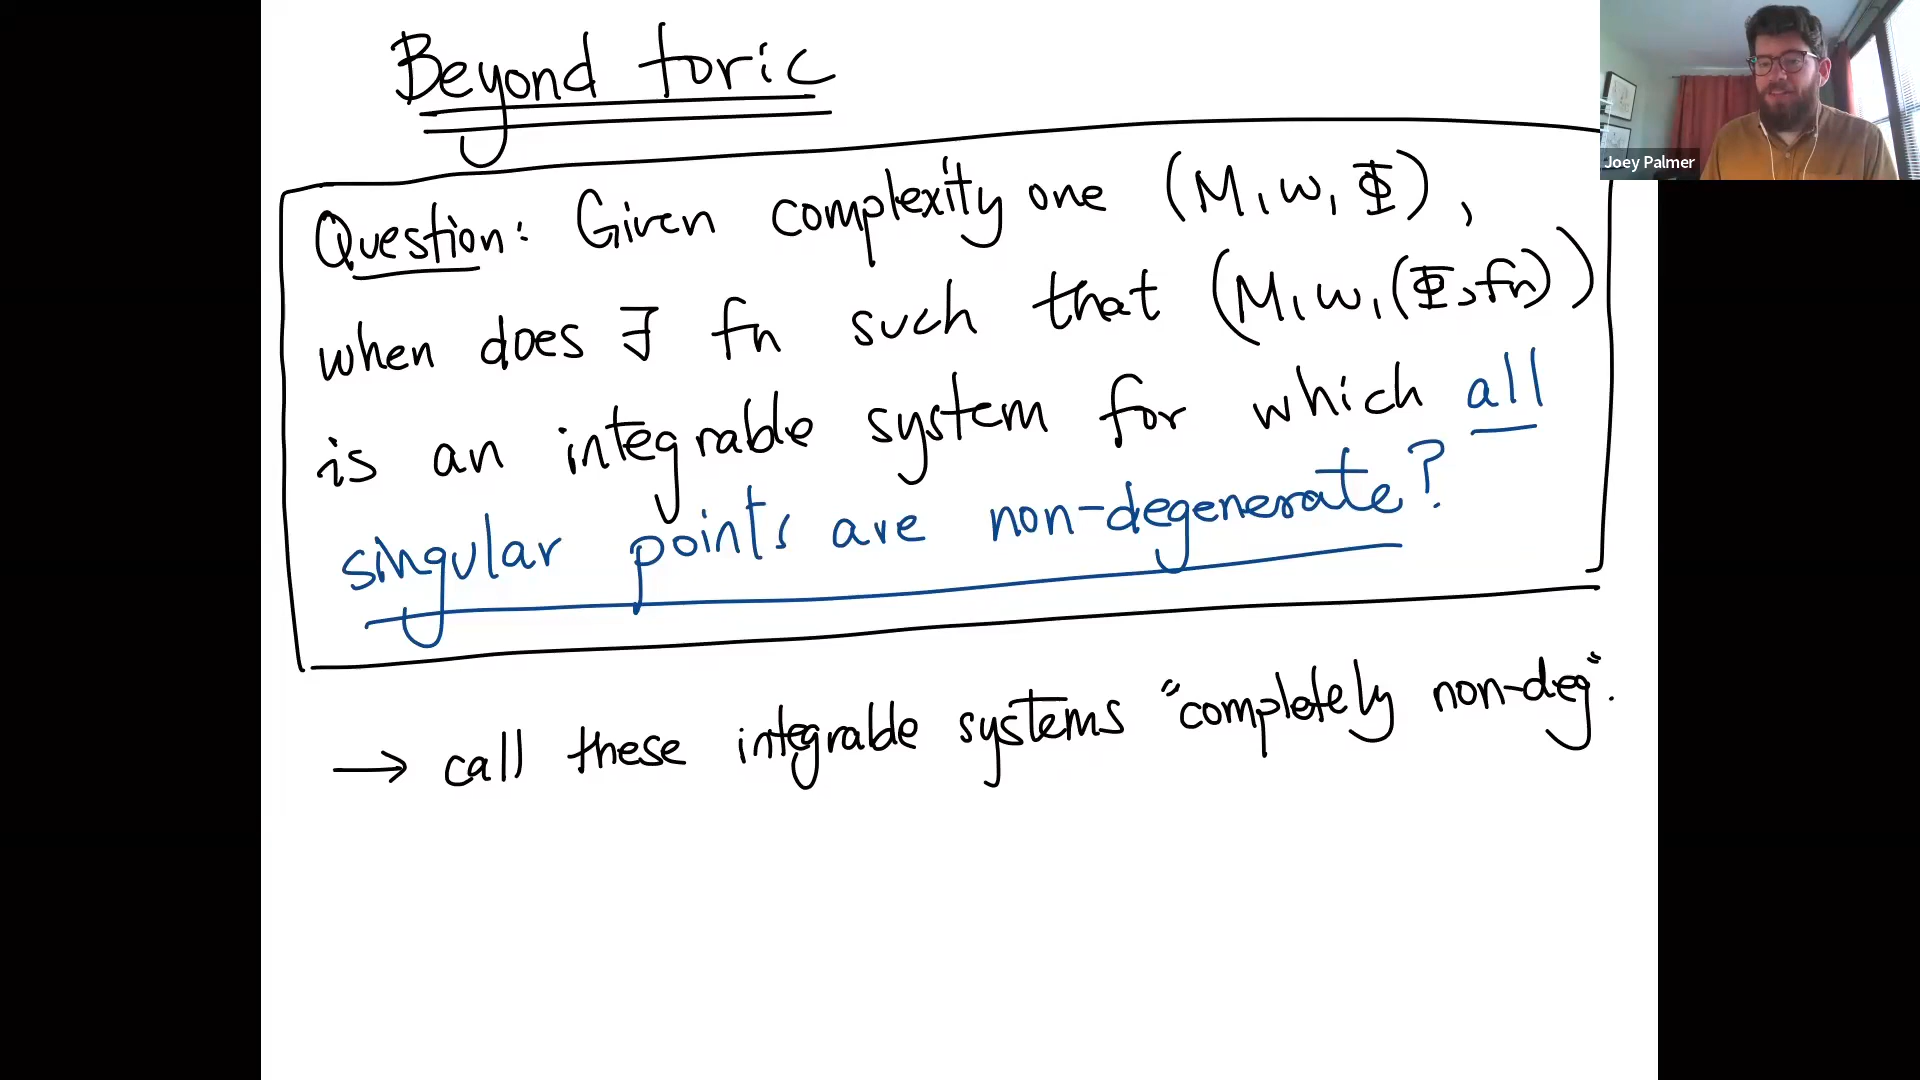 Beyond toric
Joey Palmer
Question: Given complexity one (M, ω, Φ),
when does ∃ fn such that (M, ω, (Φ, fn))
is an integrable system for which all
singular points are non-degenerate?
→ call these integrable systems "completely non-deg".